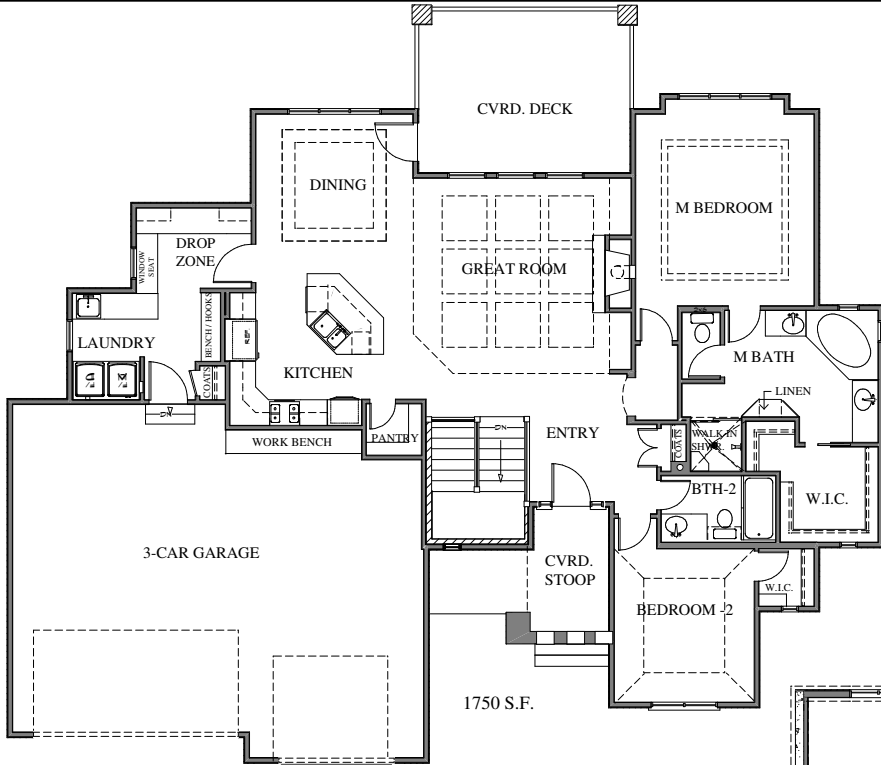 CVRD. DECK
DINING
M BEDROOM
DROP
ZONE
WINDOW
SEAT
GREAT ROOM
BENCH / HOOKS
LAUNDRY
M BATH
KITCHEN
COATS
LINEN
WORK BENCH
PANTRY
ENTRY
DN
COATS
WALK IN
SHWR.
BTH-2
W.I.C.
3-CAR GARAGE
CVRD.
STOOP
W.I.C.
BEDROOM -2
1750 S.F.